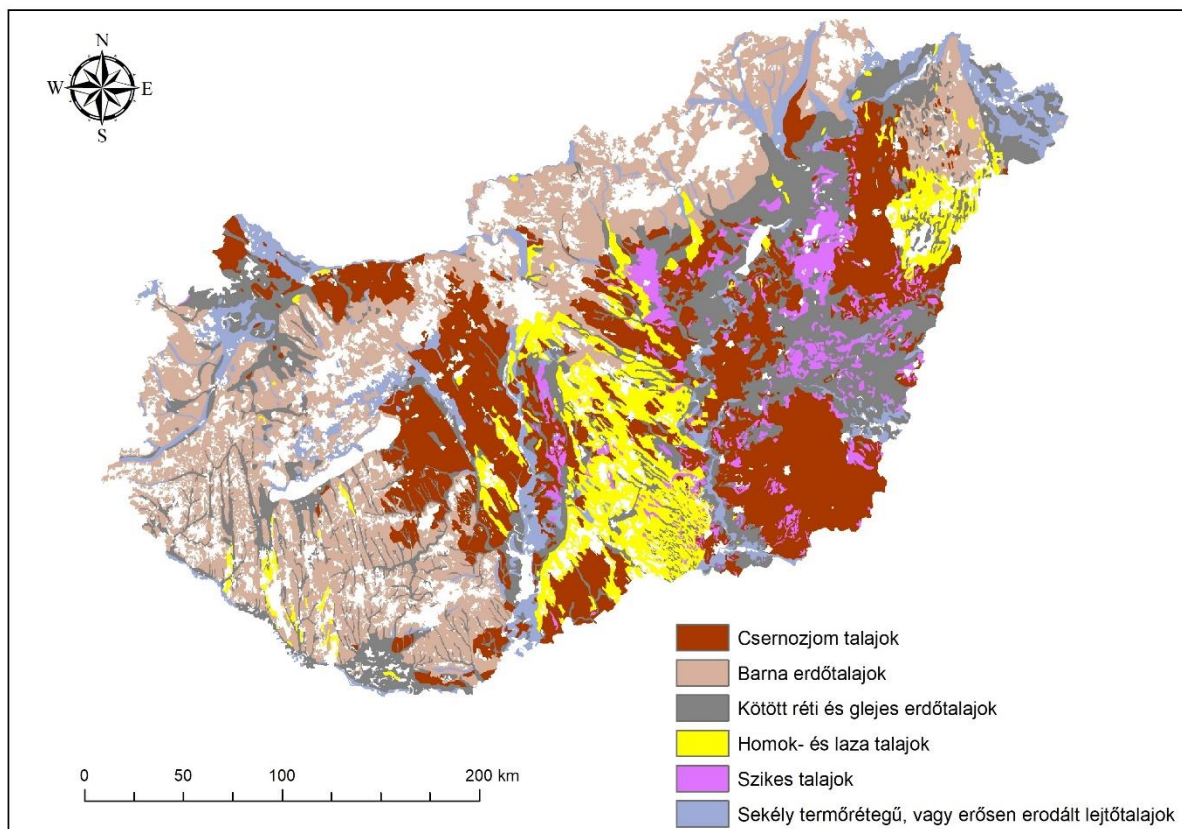 N
W E
S
Csernozjom talajok
Barna erdőtalajok
Kötött réti és glejes erdőtalajok
Homok- és laza talajok
Szikes talajok
Sekély termőrétegű, vagy erősen erodált lejtőtalajok
0 50 100 200 km